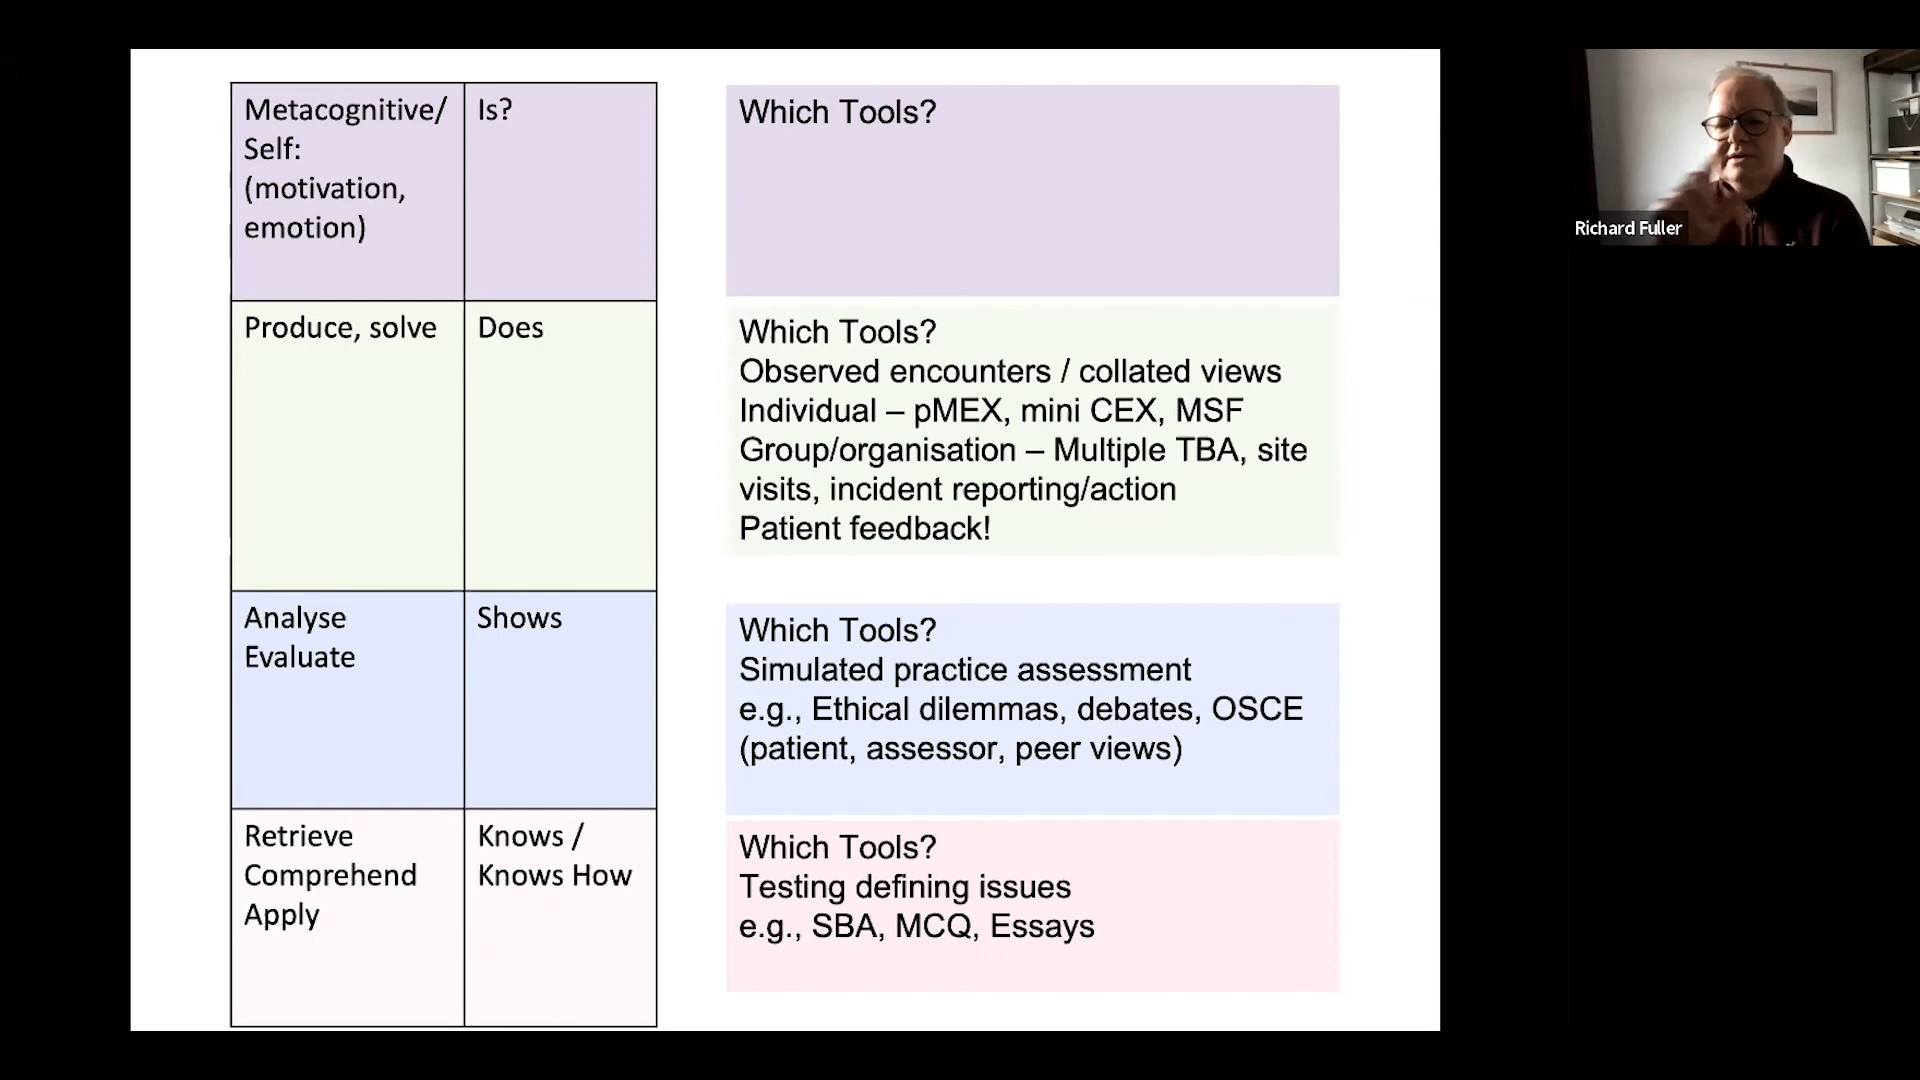 Metacognitive/ Is?
Self:
(motivation,
emotion)
Which Tools?
Produce, solve Does
Which Tools?
Observed encounters / collated views
Individual – pMEX, mini CEX, MSF
Group/organisation – Multiple TBA, site
visits, incident reporting/action
Patient feedback!
Analyse Shows
Evaluate
Which Tools?
Simulated practice assessment
e.g., Ethical dilemmas, debates, OSCE
(patient, assessor, peer views)
Retrieve Knows /
Comprehend Knows How
Apply
Which Tools?
Testing defining issues
e.g., SBA, MCQ, Essays
Richard Fuller